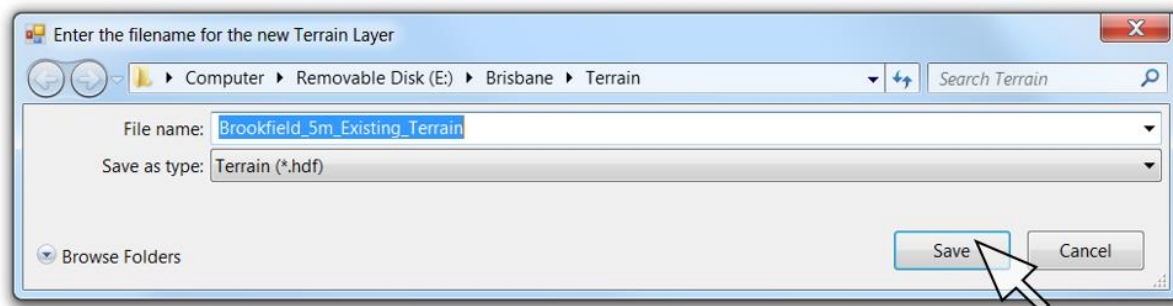 Enter the filename for the new Terrain Layer
X
Computer Removable Disk (E:) Brisbane Terrain Search Terrain
File name: Brookfield_5m_Existing_Terrain
Save as type: Terrain (*.hdf)
Browse Folders Save Cancel